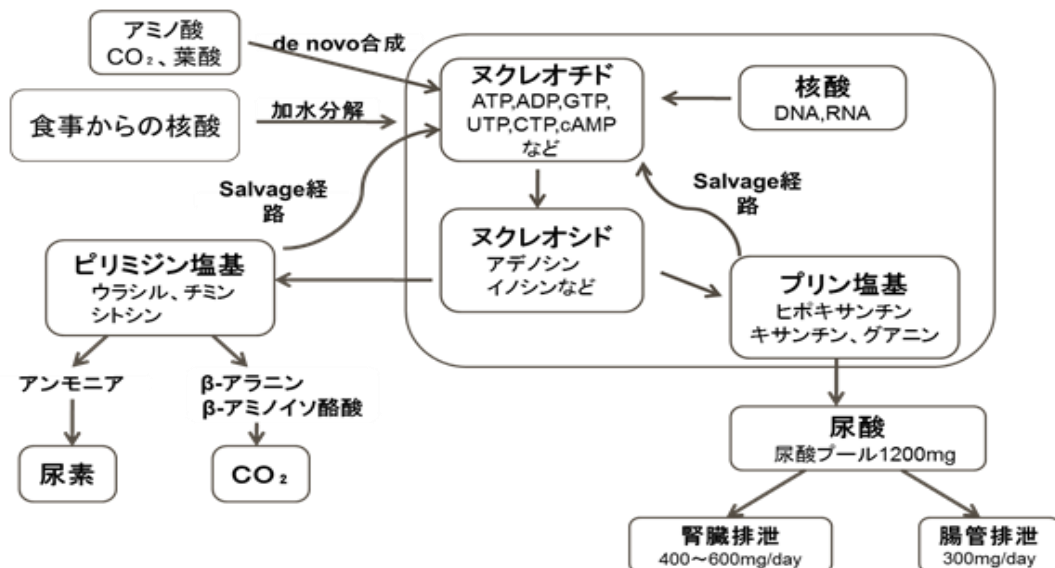 アミノ酸
CO₂、葉酸
de novo合成
食事からの核酸
加水分解
ヌクレオチド
ATP,ADP,GTP,
UTP,CTP,cAMP
など
核酸
DNA,RNA
Salvage経
路
Salvage経
路
ヌクレオシド
アデノシン
イノシンなど
ピリミジン塩基
ウラシル、チミン
シトシン
プリン塩基
ヒポキサンチン
キサンチン、グアニン
アンモニア
β-アラニン
β-アミノイソ酪酸
尿素
CO₂
尿酸
尿酸プール1200mg
腎臓排泄
400～600mg/day
腸管排泄
300mg/day